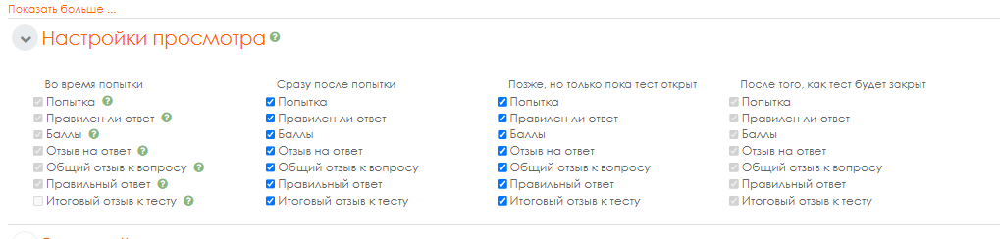 Показать больше ...
Настройки просмотра
Во время попытки Сразу после попытки Позже, но только пока тест открыт После того, как тест будет закрыт
Попытка Попытка Попытка Попытка
Правилен ли ответ Правилен ли ответ Правилен ли ответ Правилен ли ответ
Баллы Баллы Баллы Баллы
Отзыв на ответ Отзыв на ответ Отзыв на ответ Отзыв на ответ
Общий отзыв к вопросу Общий отзыв к вопросу Общий отзыв к вопросу Общий отзыв к вопросу
Правильный ответ Правильный ответ Правильный ответ Правильный ответ
Итоговый отзыв к тесту Итоговый отзыв к тесту Итоговый отзыв к тесту Итоговый отзыв к тесту